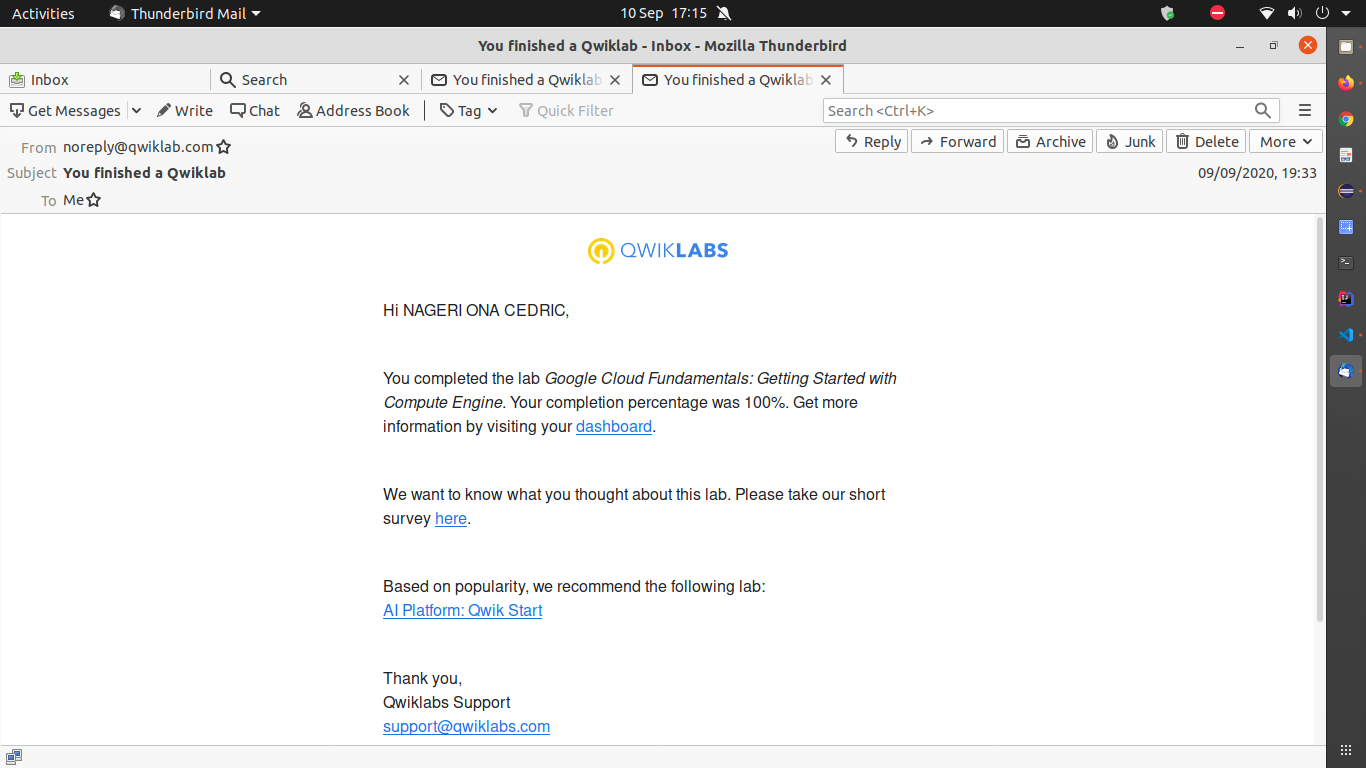 Activities Thunderbird Mail 10 Sep 17:15
You finished a Qwiklab - Inbox - Mozilla Thunderbird
Inbox Search You finished a Qwiklab You finished a Qwiklab
Get Messages Write Chat Address Book Tag Quick Filter Search <Ctrl+K>
From noreply@qwiklab.com Reply Forward Archive Junk Delete More
Subject You finished a Qwiklab 09/09/2020, 19:33
To Me
QWIKLABS
Hi NAGERI ONA CEDRIC,
You completed the lab Google Cloud Fundamentals: Getting Started with
Compute Engine. Your completion percentage was 100%. Get more
information by visiting your dashboard.
We want to know what you thought about this lab. Please take our short
survey here.
Based on popularity, we recommend the following lab:
AI Platform: Qwik Start
Thank you,
Qwiklabs Support
support@qwiklabs.com